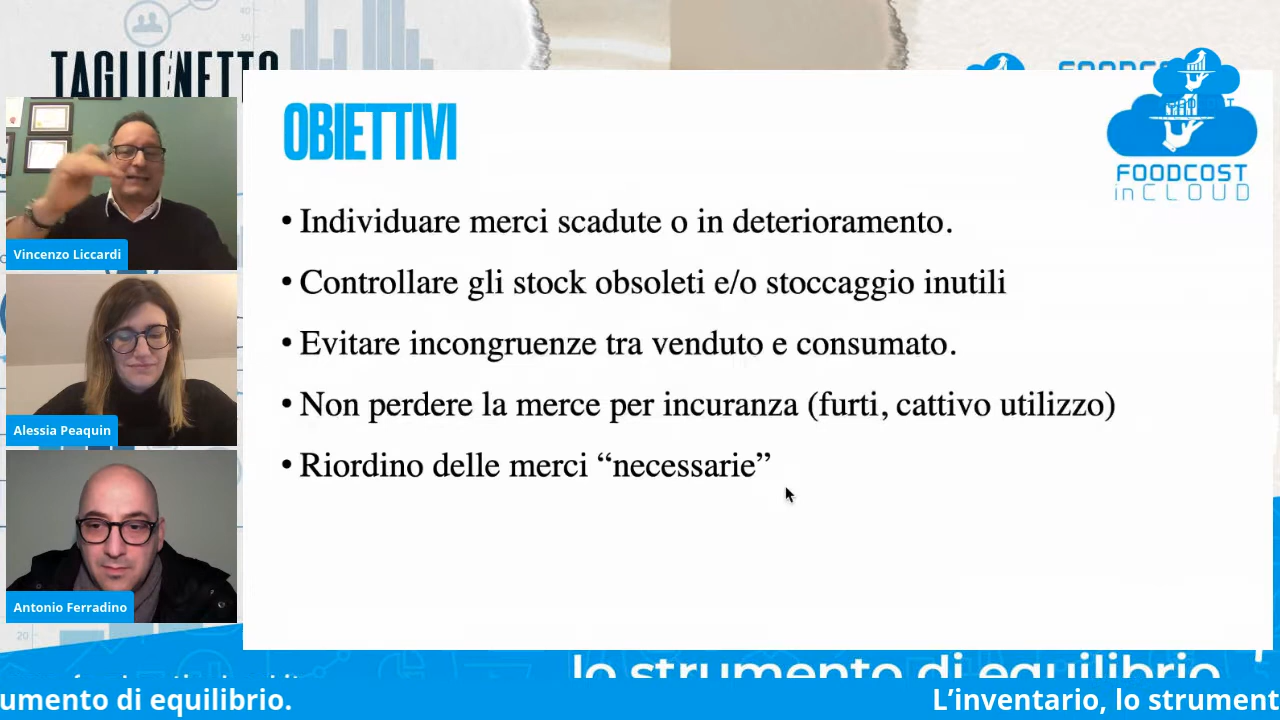 TAGLIONETTO
OBIETTIVI
FOODCOST
inCLOUD
• Individuare merci scadute o in deterioramento.
• Controllare gli stock obsoleti e/o stoccaggio inutili
• Evitare incongruenze tra venduto e consumato.
• Non perdere la merce per incuranza (furti, cattivo utilizzo)
• Riordino delle merci “necessarie”
Vincenzo Liccardi
Alessia Peaquin
Antonio Ferradino
20
lo strumento di equilibrio
umento di equilibrio.
L’inventario, lo strument